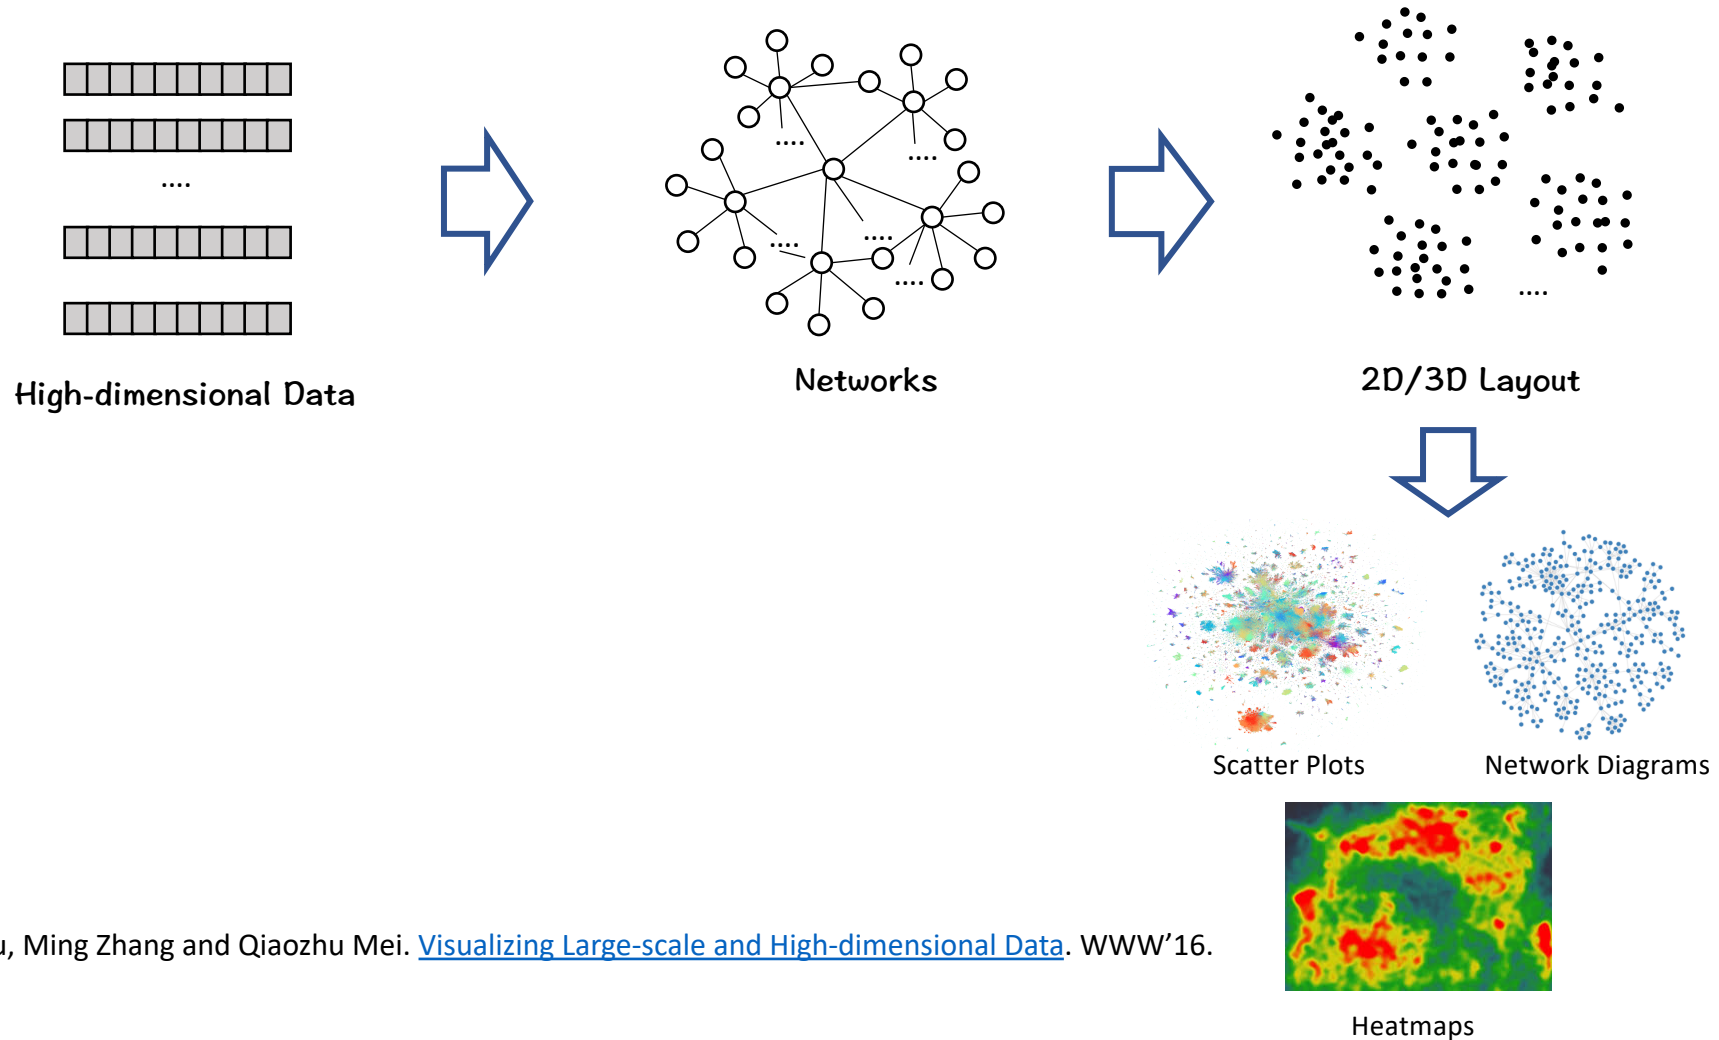 ....
....
....
....
....
....
....
High-dimensional Data
Networks
2D/3D Layout
Scatter Plots
Network Diagrams
, Ming Zhang and Qiaozhu Mei. Visualizing Large-scale and High-dimensional Data. WWW’16.
Heatmaps